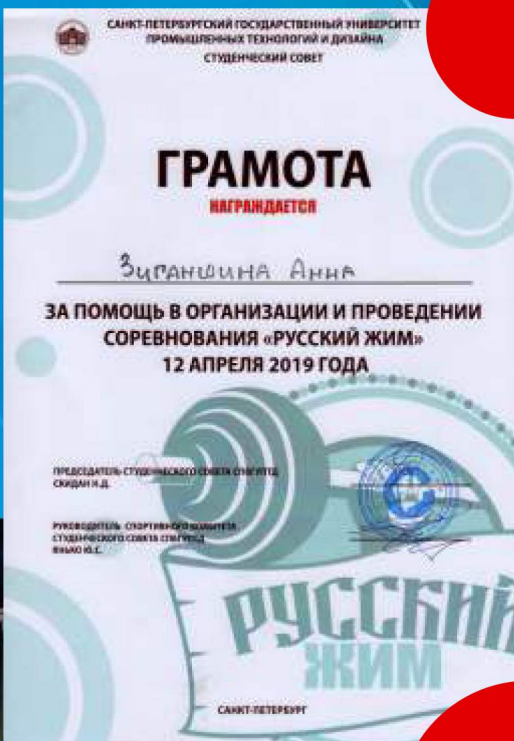 САНКТ-ПЕТЕРБУРГСКИЙ ГОСУДАРСТВЕННЫЙ УНИВЕРСИТЕТ
ПРОМЫШЛЕННЫХ ТЕХНОЛОГИЙ И ДИЗАЙНА
СТУДЕНЧЕСКИЙ СОВЕТ
ГРАМОТА
НАГРАЖДАЕТСЯ
Зиганшина Анна
ЗА ПОМОЩЬ В ОРГАНИЗАЦИИ И ПРОВЕДЕНИИ
СОРЕВНОВАНИЯ «РУССКИЙ ЖИМ»
12 АПРЕЛЯ 2019 ГОДА
ПРЕДСЕДАТЕЛЬ СТУДЕНЧЕСКОГО СОВЕТА СПБГУПТД
СКИДАН Н.Д.
РУКОВОДИТЕЛЬ СПОРТИВНОГО КОМИТЕТА
СТУДЕНЧЕСКОГО СОВЕТА СПБГУПТД
Ю.С.
РУССКИЙ
ЖИМ
САНКТ-ПЕТЕРБУРГ